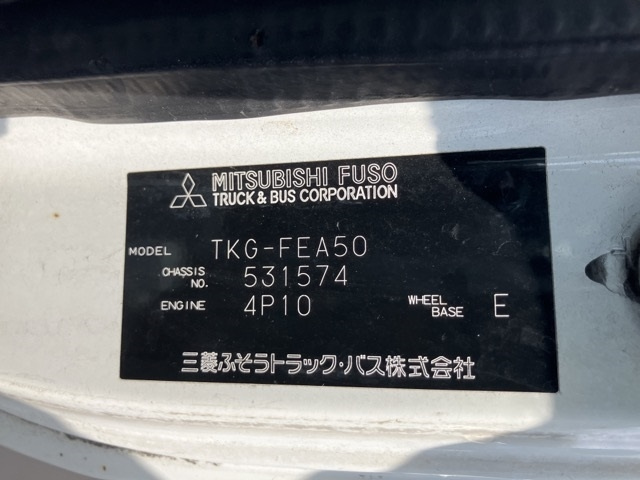 MITSUBISHI FUSO
TRUCK & BUS CORPORATION
MODEL TKG-FEA50
CHASSIS NO. 531574
ENGINE 4P10 WHEEL BASE E
三菱ふそうトラック・バス株式会社